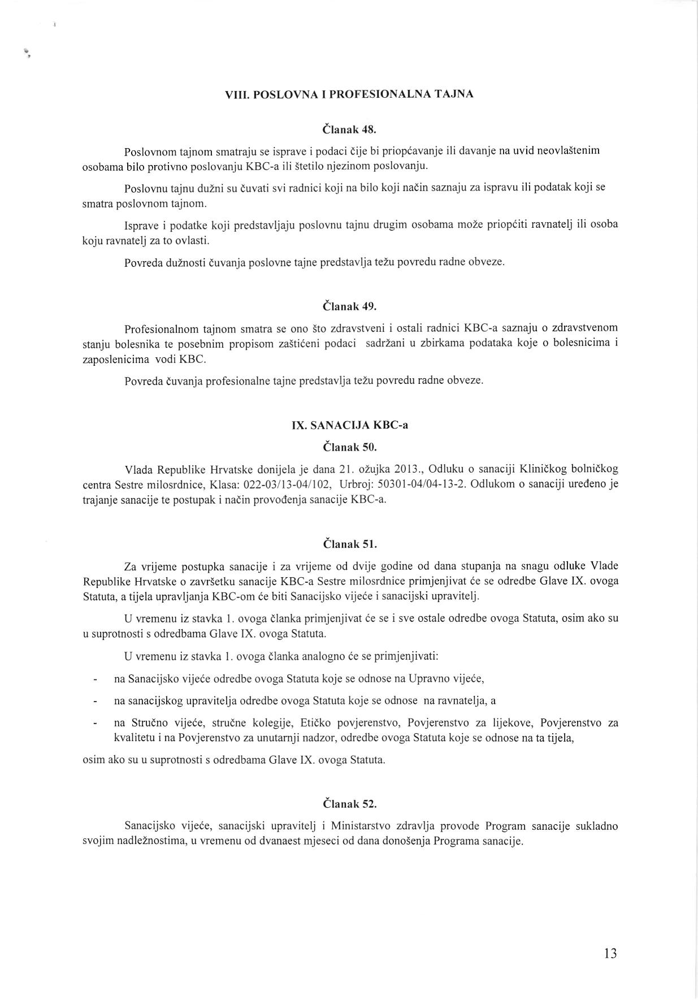 VIII. POSLOVNA I PROFESIONALNA TAJNA
Članak 48.
Poslovnom tajnom smatraju se isprave i podaci čije bi priopćavanje ili davanje na uvid neovlaštenim
osobama bilo protivno poslovanju KBC-a ili štetilo njezinom poslovanju.
Poslovnu tajnu dužni su čuvati svi radnici koji na bilo koji način saznaju za ispravu ili podatak koji se
smatra poslovnom tajnom.
Isprave i podatke koji predstavljaju poslovnu tajnu drugim osobama može priopćiti ravnatelj ili osoba
koju ravnatelj za to ovlasti.
Povreda dužnosti čuvanja poslovne tajne predstavlja težu povredu radne obveze.
Članak 49.
Profesionalnom tajnom smatra se ono što zdravstveni i ostali radnici KBC-a saznaju o zdravstvenom
stanju bolesnika te posebnim propisom zaštićeni podaci sadržani u zbirkama podataka koje o bolesnicima i
zaposlenicima vodi KBC.
Povreda čuvanja profesionalne tajne predstavlja težu povredu radne obveze.
IX. SANACIJA KBC-a
Članak 50.
Vlada Republike Hrvatske donijela je dana 21. ožujka 2013., Odluku o sanaciji Kliničkog bolničkog
centra Sestre milosrdnice, Klasa: 022-03/13-04/102, Urbroj: 50301-04/04-13-2. Odlukom o sanaciji uređeno je
trajanje sanacije te postupak i način provođenja sanacije KBC-a.
Članak 51.
Za vrijeme postupka sanacije i za vrijeme od dvije godine od dana stupanja na snagu odluke Vlade
Republike Hrvatske o završetku sanacije KBC-a Sestre milosrdnice primjenjivat će se odredbe Glave IX. ovoga
Statuta, a tijela upravljanja KBC-om će biti Sanacijsko vijeće i sanacijski upravitelj.
U vremenu iz stavka 1. ovoga članka primjenjivat će se i sve ostale odredbe ovoga Statuta, osim ako su
u suprotnosti s odredbama Glave IX. ovoga Statuta.
U vremenu iz stavka 1. ovoga članka analogno će se primjenjivati:
- na Sanacijsko vijeće odredbe ovoga Statuta koje se odnose na Upravno vijeće,
- na sanacijskog upravitelja odredbe ovoga Statuta koje se odnose na ravnatelja, a
- na Stručno vijeće, stručne kolegije, Etičko povjerenstvo, Povjerenstvo za lijekove, Povjerenstvo za
kvalitetu i na Povjerenstvo za unutarnji nadzor, odredbe ovoga Statuta koje se odnose na ta tijela,
osim ako su u suprotnosti s odredbama Glave IX. ovoga Statuta.
Članak 52.
Sanacijsko vijeće, sanacijski upravitelj i Ministarstvo zdravlja provode Program sanacije sukladno
svojim nadležnostima, u vremenu od dvanaest mjeseci od dana donošenja Programa sanacije.
13